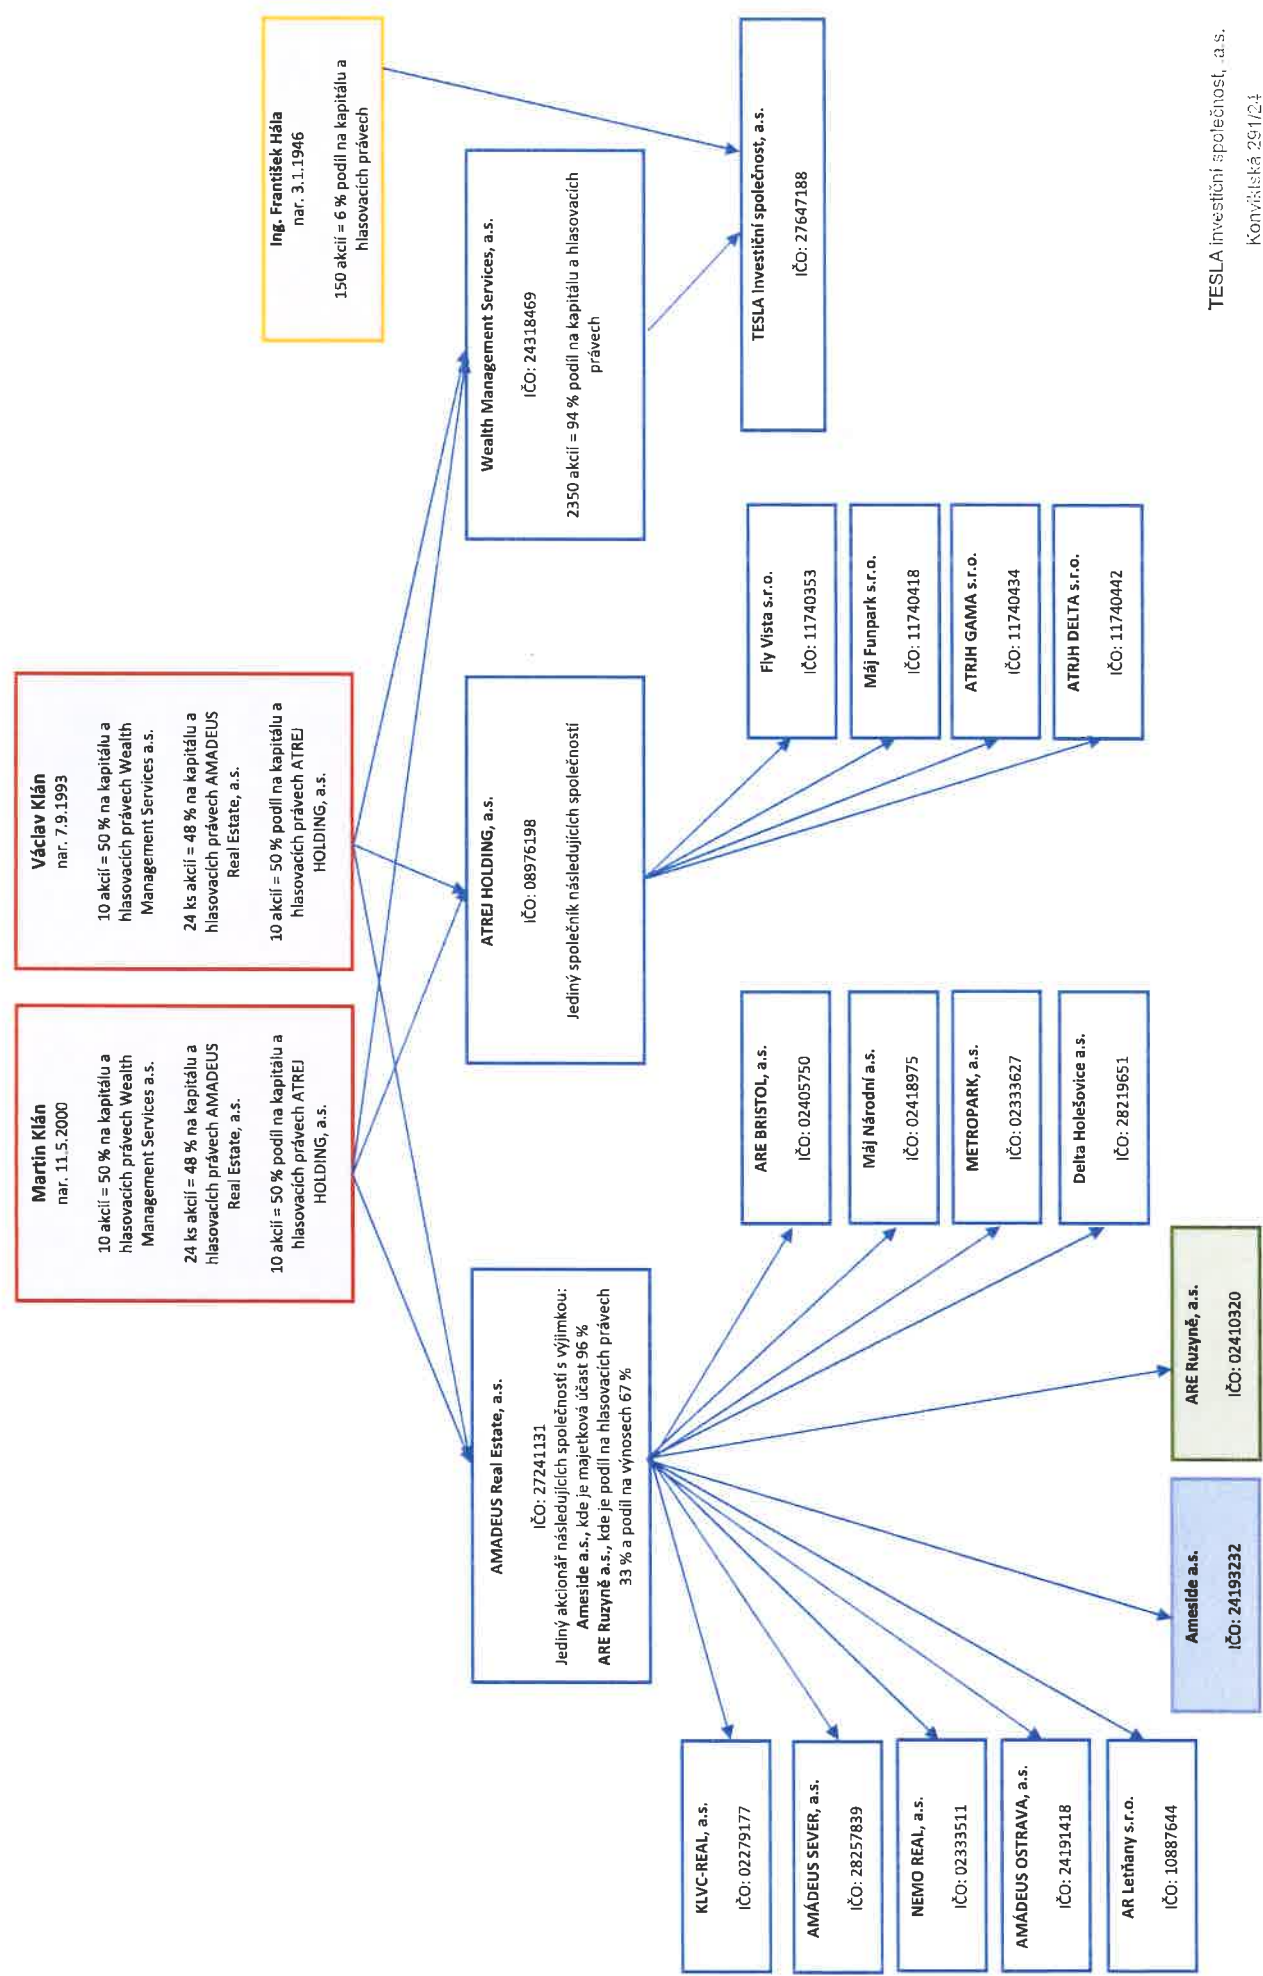 Martin Klán
nar. 11.5.2000
10 akcií = 50 % na kapitálu a
hlasovacích právech Wealth
Management Services a.s.
24 ks akcií = 48 % na kapitálu a
hlasovacích právech AMADEUS
Real Estate, a.s.
10 akcií = 50 % podíl na kapitálu a
hlasovacích právech ATREJ
HOLDING, a.s.
Václav Klán
nar. 7.9.1993
10 akcií = 50 % na kapitálu a
hlasovacích právech Wealth
Management Services a.s.
24 ks akcií = 48 % na kapitálu a
hlasovacích právech AMADEUS
Real Estate, a.s.
10 akcií = 50 % podíl na kapitálu a
hlasovacích právech ATREJ
HOLDING, a.s.
Ing. František Hála
nar. 3.1.1946
150 akcií = 6 % podíl na kapitálu a
hlasovacích právech
AMADEUS Real Estate, a.s.
IČO: 27241131
Jediný akcionář následujících společností s výjimkou:
Ameside a.s., kde je majetková účast 96 %
ARE Ruzyně a.s., kde je podíl na hlasovacích právech
33 % a podíl na výnosech 67 %
ATREJ HOLDING, a.s.
IČO: 08976198
Jediný společník následujících společností
Wealth Management Services, a.s.
IČO: 24318469
2350 akcií = 94 % podíl na kapitálu a hlasovacích
právech
KLVC-REAL, a.s.
IČO: 02279177
AMÁDEUS SEVER, a.s.
IČO: 28257839
NEMO REAL, a.s.
IČO: 02333511
AMÁDEUS OSTRAVA, a.s.
IČO: 24191418
AR Letňany s.r.o.
IČO: 10887644
Ameside a.s.
IČO: 24193232
ARE Ruzyně, a.s.
IČO: 02410320
ARE BRISTOL, a.s.
IČO: 02405750
Máj Národní a.s.
IČO: 02418975
METROPARK, a.s.
IČO: 02333627
Delta Holešovice a.s.
IČO: 28219651
Fly Vista s.r.o.
IČO: 11740353
Máj Funpark s.r.o.
IČO: 11740418
ATRJH GAMA s.r.o.
IČO: 11740434
ATRJH DELTA s.r.o.
IČO: 11740442
TESLA Investiční společnost, a.s.
IČO: 27647188
TESLA investiční společnost, a.s.
Konviktská 291/24